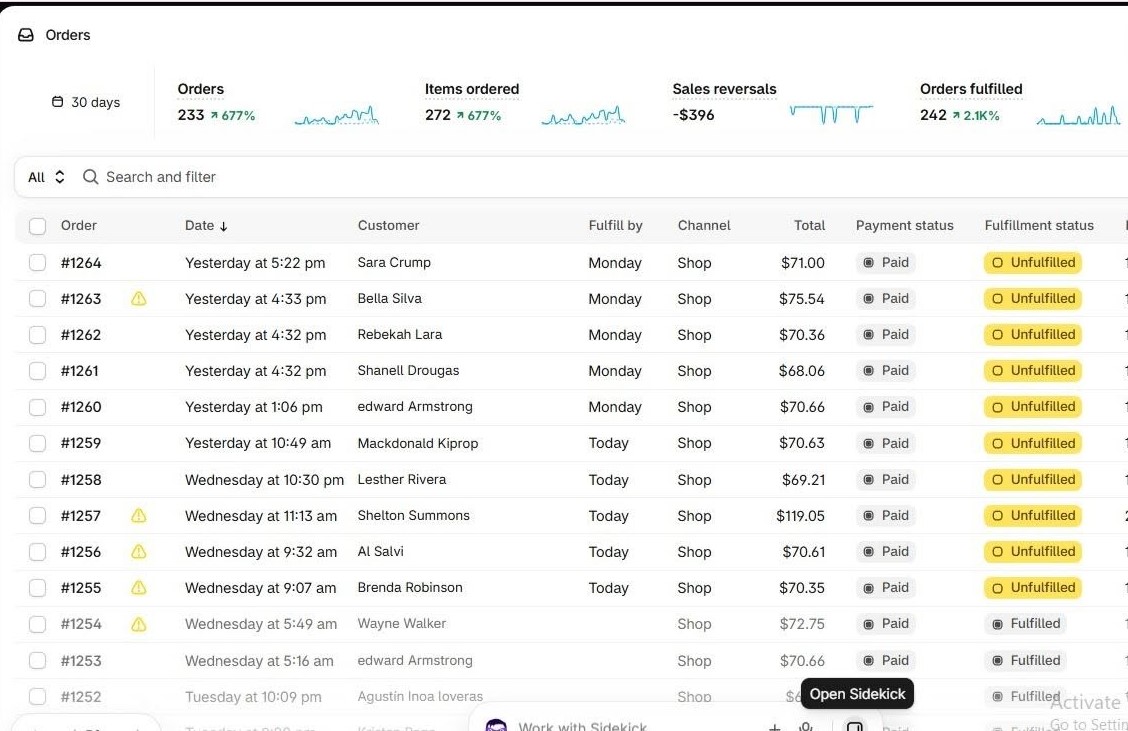 Orders
30 days
Orders
233 ↗ 677%
Items ordered
272 ↗ 677%
Sales reversals
-$396
Orders fulfilled
242 ↗ 2.1K%
All Search and filter
Order Date ↓ Customer Fulfill by Channel Total Payment status Fulfillment status
#1264 Yesterday at 5:22 pm Sara Crump Monday Shop $71.00 Paid Unfulfilled
#1263 Yesterday at 4:33 pm Bella Silva Monday Shop $75.54 Paid Unfulfilled
#1262 Yesterday at 4:32 pm Rebekah Lara Monday Shop $70.36 Paid Unfulfilled
#1261 Yesterday at 4:32 pm Shanell Drougas Monday Shop $68.06 Paid Unfulfilled
#1260 Yesterday at 1:06 pm edward Armstrong Monday Shop $70.66 Paid Unfulfilled
#1259 Yesterday at 10:49 am Mackdonald Kiprop Today Shop $70.63 Paid Unfulfilled
#1258 Wednesday at 10:30 pm Lesther Rivera Today Shop $69.21 Paid Unfulfilled
#1257 Wednesday at 11:13 am Shelton Summons Today Shop $119.05 Paid Unfulfilled
#1256 Wednesday at 9:32 am Al Salvi Today Shop $70.61 Paid Unfulfilled
#1255 Wednesday at 9:07 am Brenda Robinson Today Shop $70.35 Paid Unfulfilled
#1254 Wednesday at 5:49 am Wayne Walker Shop $72.75 Paid Fulfilled
#1253 Wednesday at 5:16 am edward Armstrong Shop $70.66 Paid Fulfilled
#1252 Tuesday at 10:09 pm Agustín Inoa loveras Shop Fulfilled
Open Sidekick
Work with Sidekick
Activate
Go to Settin